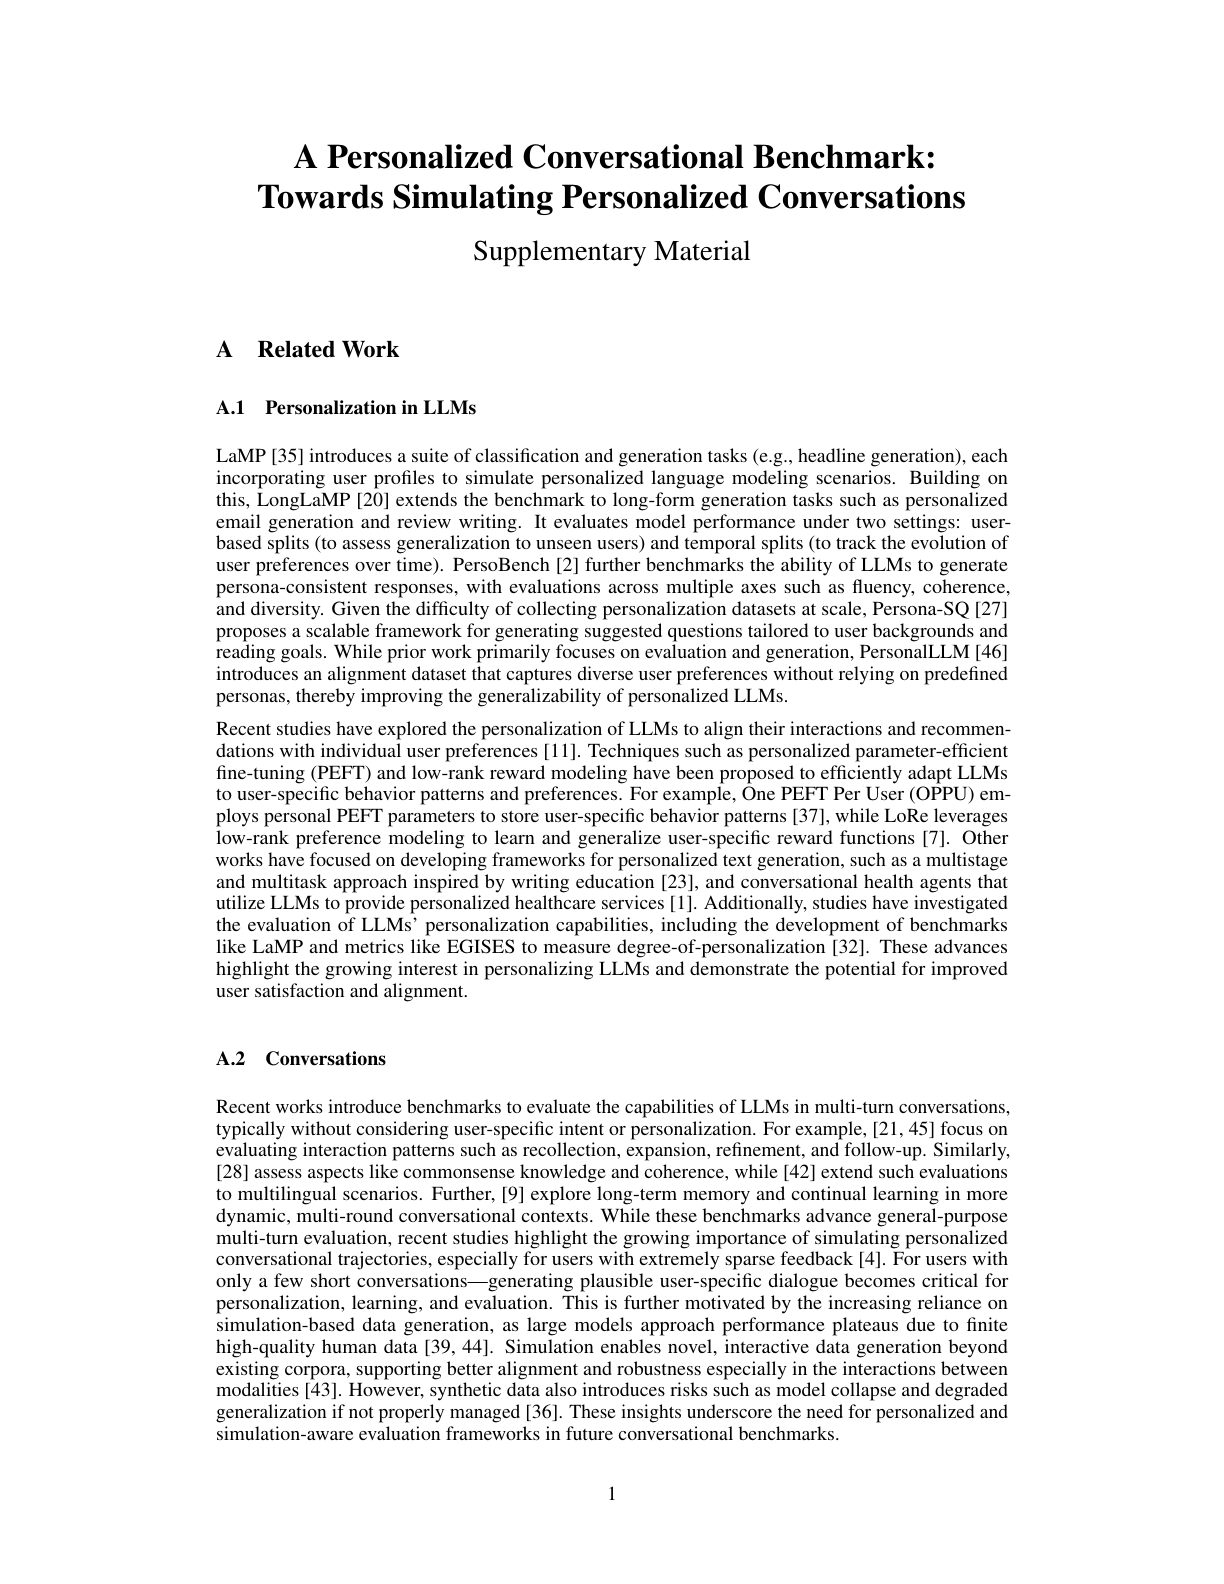 A Personalized Conversational Benchmark:
Towards Simulating Personalized Conversations
Supplementary Material
A Related Work
A.1 Personalization in LLMs
LaMP [35] introduces a suite of classification and generation tasks (e.g., headline generation), each
incorporating user profiles to simulate personalized language modeling scenarios. Building on
this, LongLaMP [20] extends the benchmark to long-form generation tasks such as personalized
email generation and review writing. It evaluates model performance under two settings: user-
based splits (to assess generalization to unseen users) and temporal splits (to track the evolution of
user preferences over time). PersoBench [2] further benchmarks the ability of LLMs to generate
persona-consistent responses, with evaluations across multiple axes such as fluency, coherence,
and diversity. Given the difficulty of collecting personalization datasets at scale, Persona-SQ [27]
proposes a scalable framework for generating suggested questions tailored to user backgrounds and
reading goals. While prior work primarily focuses on evaluation and generation, PersonalLLM [46]
introduces an alignment dataset that captures diverse user preferences without relying on predefined
personas, thereby improving the generalizability of personalized LLMs.
Recent studies have explored the personalization of LLMs to align their interactions and recommen-
dations with individual user preferences [11]. Techniques such as personalized parameter-efficient
fine-tuning (PEFT) and low-rank reward modeling have been proposed to efficiently adapt LLMs
to user-specific behavior patterns and preferences. For example, One PEFT Per User (OPPU) em-
ploys personal PEFT parameters to store user-specific behavior patterns [37], while LoRe leverages
low-rank preference modeling to learn and generalize user-specific reward functions [7]. Other
works have focused on developing frameworks for personalized text generation, such as a multistage
and multitask approach inspired by writing education [23], and conversational health agents that
utilize LLMs to provide personalized healthcare services [1]. Additionally, studies have investigated
the evaluation of LLMs' personalization capabilities, including the development of benchmarks
like LaMP and metrics like EGISES to measure degree-of-personalization [32]. These advances
highlight the growing interest in personalizing LLMs and demonstrate the potential for improved
user satisfaction and alignment.
A.2 Conversations
Recent works introduce benchmarks to evaluate the capabilities of LLMs in multi-turn conversations,
typically without considering user-specific intent or personalization. For example, [21, 45] focus on
evaluating interaction patterns such as recollection, expansion, refinement, and follow-up. Similarly,
[28] assess aspects like commonsense knowledge and coherence, while [42] extend such evaluations
to multilingual scenarios. Further, [9] explore long-term memory and continual learning in more
dynamic, multi-round conversational contexts. While these benchmarks advance general-purpose
multi-turn evaluation, recent studies highlight the growing importance of simulating personalized
conversational trajectories, especially for users with extremely sparse feedback [4]. For users with
only a few short conversations—generating plausible user-specific dialogue becomes critical for
personalization, learning, and evaluation. This is further motivated by the increasing reliance on
simulation-based data generation, as large models approach performance plateaus due to finite
high-quality human data [39, 44]. Simulation enables novel, interactive data generation beyond
existing corpora, supporting better alignment and robustness especially in the interactions between
modalities [43]. However, synthetic data also introduces risks such as model collapse and degraded
generalization if not properly managed [36]. These insights underscore the need for personalized and
simulation-aware evaluation frameworks in future conversational benchmarks.
1